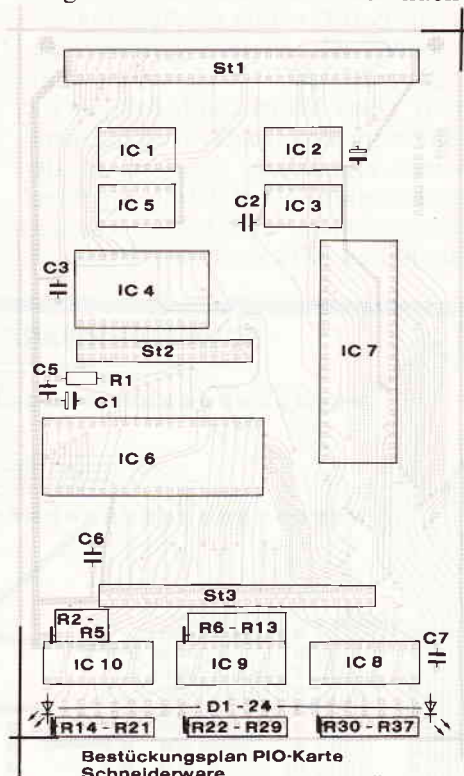 St1
IC 1
IC 2
IC 5
C2
IC 3
C3
IC 4
IC 7
St2
C5
R1
C1
IC 6
C6
St3
R2 -
R5
R6 - R13
C7
IC 10
IC 9
IC 8
D1 - 24
R14 - R21
R22 - R29
R30 - R37
Bestückungsplan PIO-Karte
Schneiderware